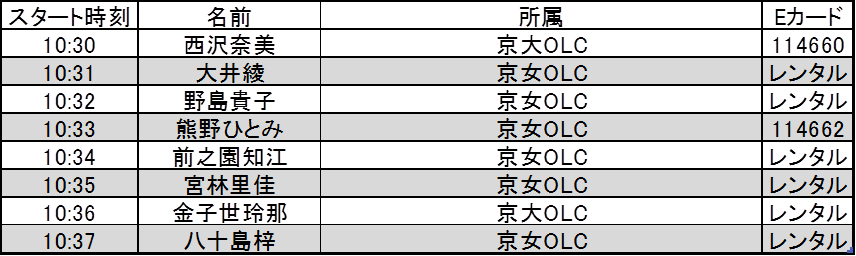 スタート時刻 名前 所属 Eカード
10:30 西沢奈美 京大OLC 114660
10:31 大井綾 京女OLC レンタル
10:32 野島貴子 京女OLC レンタル
10:33 熊野ひとみ 京女OLC 114662
10:34 前之園知江 京女OLC レンタル
10:35 宮林里佳 京女OLC レンタル
10:36 金子世玲那 京大OLC レンタル
10:37 八十島梓 京女OLC レンタル